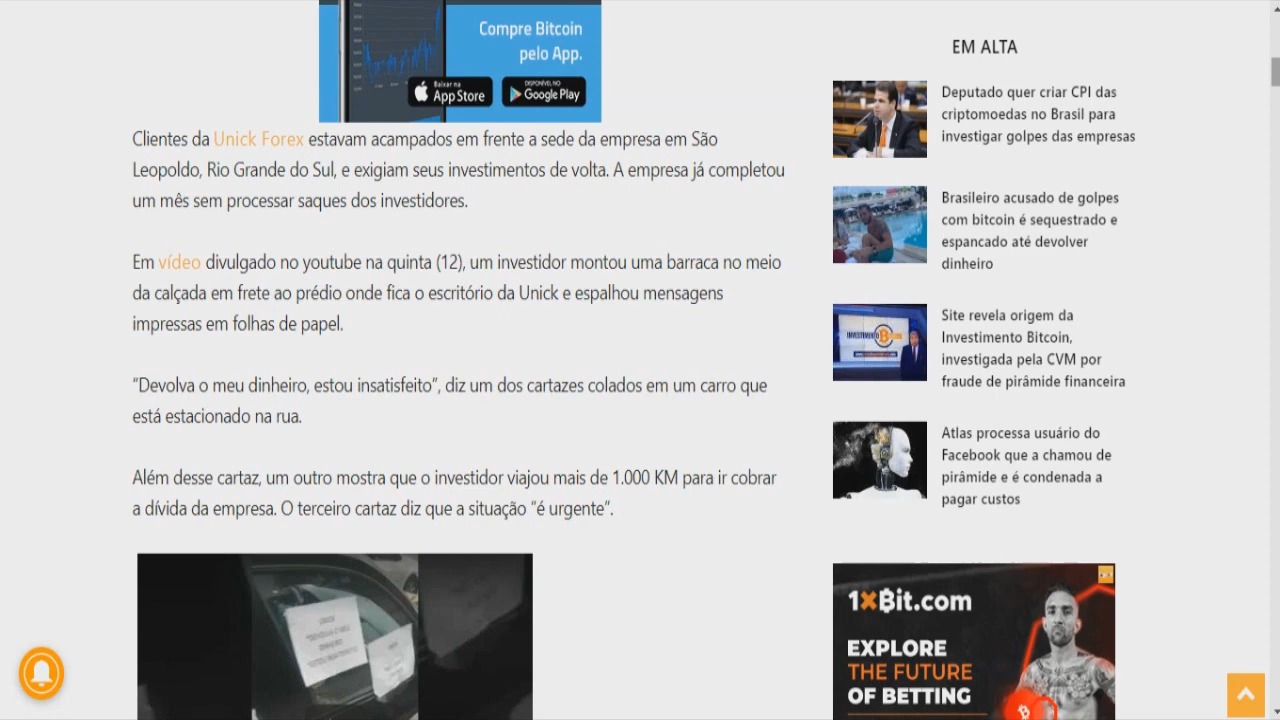 Compre Bitcoin
pelo App.
Baixar na
App Store
DISPONÍVEL NO
Google Play
Clientes da Unick Forex estavam acampados em frente a sede da empresa em São
Leopoldo, Rio Grande do Sul, e exigiam seus investimentos de volta. A empresa já completou
um mês sem processar saques dos investidores.
Em vídeo divulgado no youtube na quinta (12), um investidor montou uma barraca no meio
da calçada em frete ao prédio onde fica o escritório da Unick e espalhou mensagens
impressas em folhas de papel.
“Devolva o meu dinheiro, estou insatisfeito”, diz um dos cartazes colados em um carro que
está estacionado na rua.
Além desse cartaz, um outro mostra que o investidor viajou mais de 1.000 KM para ir cobrar
a dívida da empresa. O terceiro cartaz diz que a situação “é urgente”.
EM ALTA
Deputado quer criar CPI das
criptomoedas no Brasil para
investigar golpes das empresas
Brasileiro acusado de golpes
com bitcoin é sequestrado e
espancado até devolver
dinheiro
INVESTIMENTO
Site revela origem da
Investimento Bitcoin,
investigada pela CVM por
fraude de pirâmide financeira
Atlas processa usuário do
Facebook que a chamou de
pirâmide e é condenada a
pagar custos
1xBit.com
EXPLORE
THE FUTURE
OF BETTING